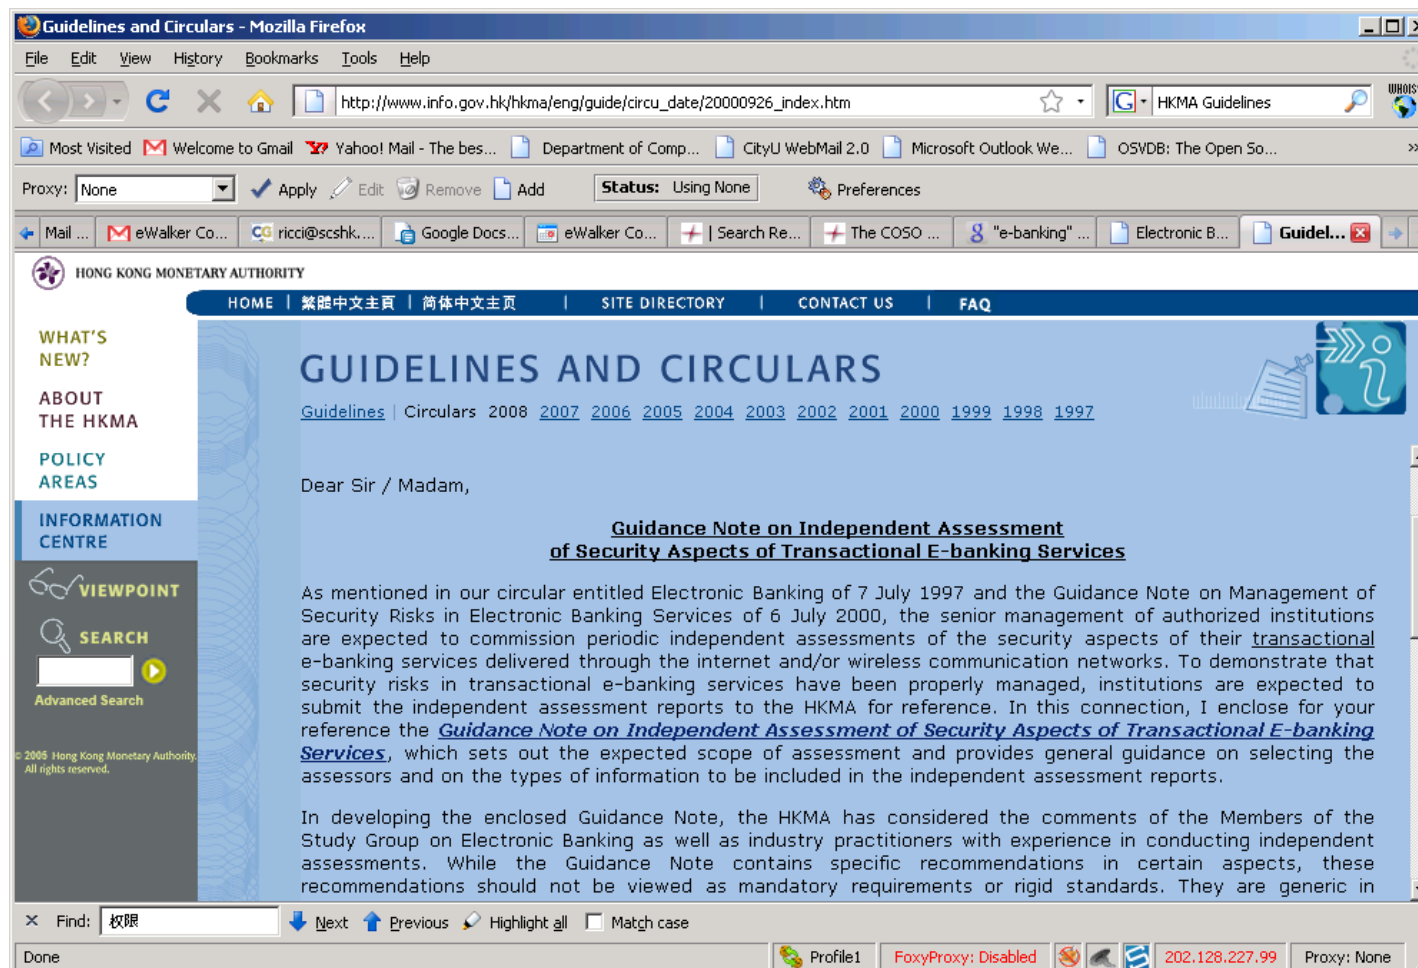 Guidelines and Circulars - Mozilla Firefox
File Edit View History Bookmarks Tools Help
http://www.info.gov.hk/hkma/eng/guide/circu_date/20000926_index.htm G HKMA Guidelines WHOIS
Most Visited Welcome to Gmail Yahoo! Mail - The bes... Department of Comp... CityU WebMail 2.0 Microsoft Outlook We... OSVDB: The Open So... »
Proxy: None Apply Edit Remove Add Status: Using None Preferences
Mail ... eWalker Co... CG ricci@scshk.... Google Docs... eWalker Co... | Search Re... The COSO ... "e-banking" ... Electronic B... Guidel...
HONG KONG MONETARY AUTHORITY
HOME | 繁體中文主頁 | 简体中文主页 | SITE DIRECTORY | CONTACT US | FAQ
WHAT'S
NEW?
ABOUT
THE HKMA
POLICY
AREAS
INFORMATION
CENTRE
VIEWPOINT
SEARCH
Advanced Search
© 2005 Hong Kong Monetary Authority.
All rights reserved.
GUIDELINES AND CIRCULARS
Guidelines | Circulars 2008 2007 2006 2005 2004 2003 2002 2001 2000 1999 1998 1997
Dear Sir / Madam,
Guidance Note on Independent Assessment
of Security Aspects of Transactional E-banking Services
As mentioned in our circular entitled Electronic Banking of 7 July 1997 and the Guidance Note on Management of
Security Risks in Electronic Banking Services of 6 July 2000, the senior management of authorized institutions
are expected to commission periodic independent assessments of the security aspects of their transactional
e-banking services delivered through the internet and/or wireless communication networks. To demonstrate that
security risks in transactional e-banking services have been properly managed, institutions are expected to
submit the independent assessment reports to the HKMA for reference. In this connection, I enclose for your
reference the Guidance Note on Independent Assessment of Security Aspects of Transactional E-banking
Services, which sets out the expected scope of assessment and provides general guidance on selecting the
assessors and on the types of information to be included in the independent assessment reports.
In developing the enclosed Guidance Note, the HKMA has considered the comments of the Members of the
Study Group on Electronic Banking as well as industry practitioners with experience in conducting independent
assessments. While the Guidance Note contains specific recommendations in certain aspects, these
recommendations should not be viewed as mandatory requirements or rigid standards. They are generic in
Find: 权限 Next Previous Highlight all Match case
Done Profile1 FoxyProxy: Disabled 202.128.227.99 Proxy: None